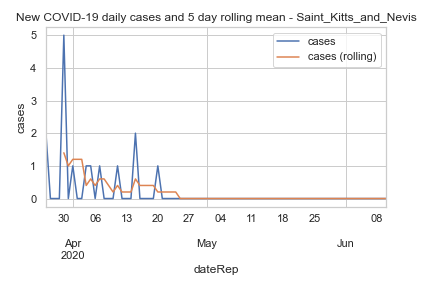 New COVID-19 daily cases and 5 day rolling mean - Saint_Kitts_and_Nevis
cases
cases (rolling)
5
4
3
2
1
0
cases
30 06 13 20 27 04 11 18 25 08
Apr May Jun
2020
dateRep